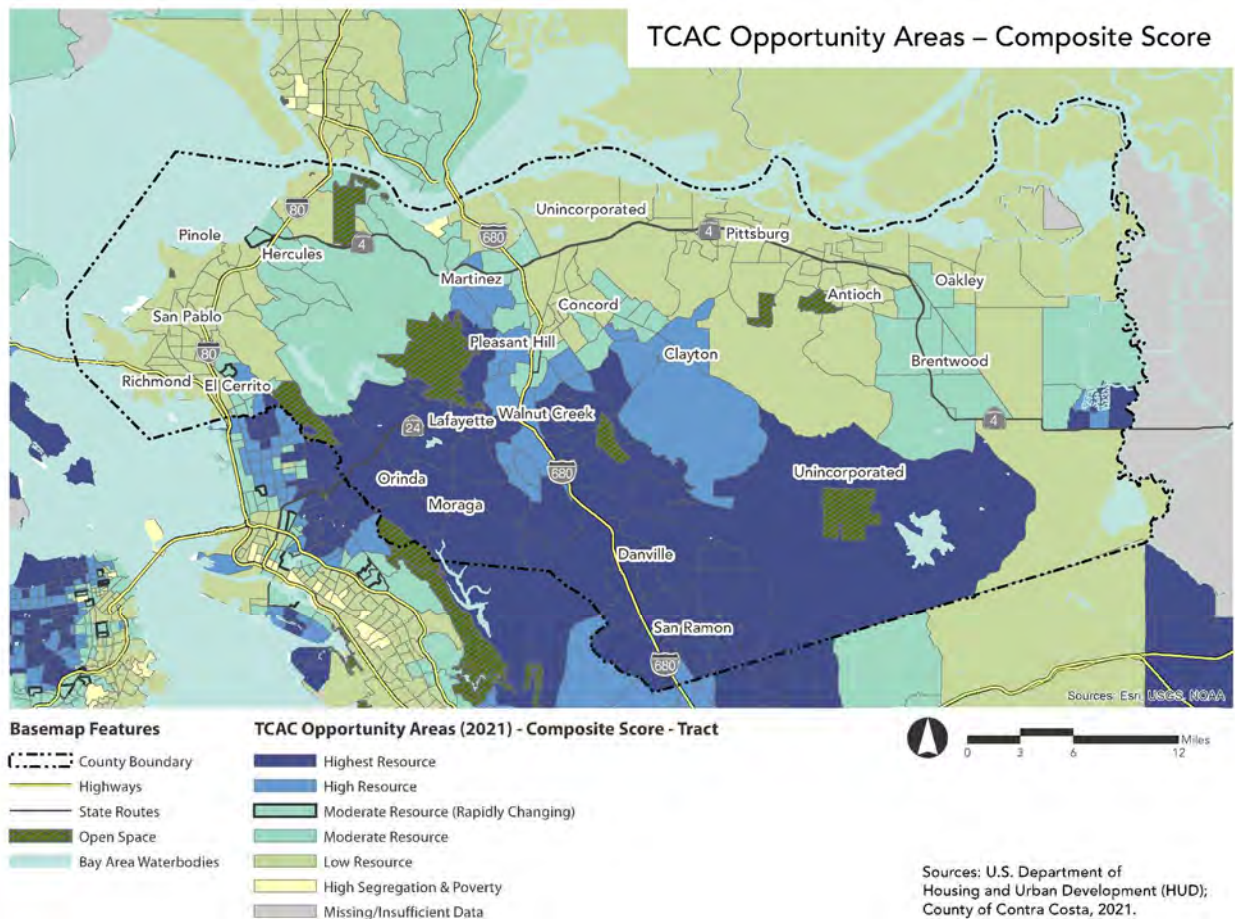 TCAC Opportunity Areas – Composite Score
Unincorporated
80
4
Pittsburg
Pinole
680
4
Hercules
Martinez
Oakley
Concord
Antioch
San Pablo
Pleasant Hill
Clayton
Brentwood
80
Richmond
El Cerrito
Walnut Creek
Lafayette
24
4
680
Unincorporated
Orinda
Moraga
Danville
San Ramon
680
Sources: Esri, USGS, NOAA
Basemap Features
County Boundary
Highways
State Routes
Open Space
Bay Area Waterbodies
TCAC Opportunity Areas (2021) - Composite Score - Tract
Highest Resource
High Resource
Moderate Resource (Rapidly Changing)
Moderate Resource
Low Resource
High Segregation & Poverty
Missing/Insufficient Data
0 3 6 12 Miles
Sources: U.S. Department of
Housing and Urban Development (HUD);
County of Contra Costa, 2021.